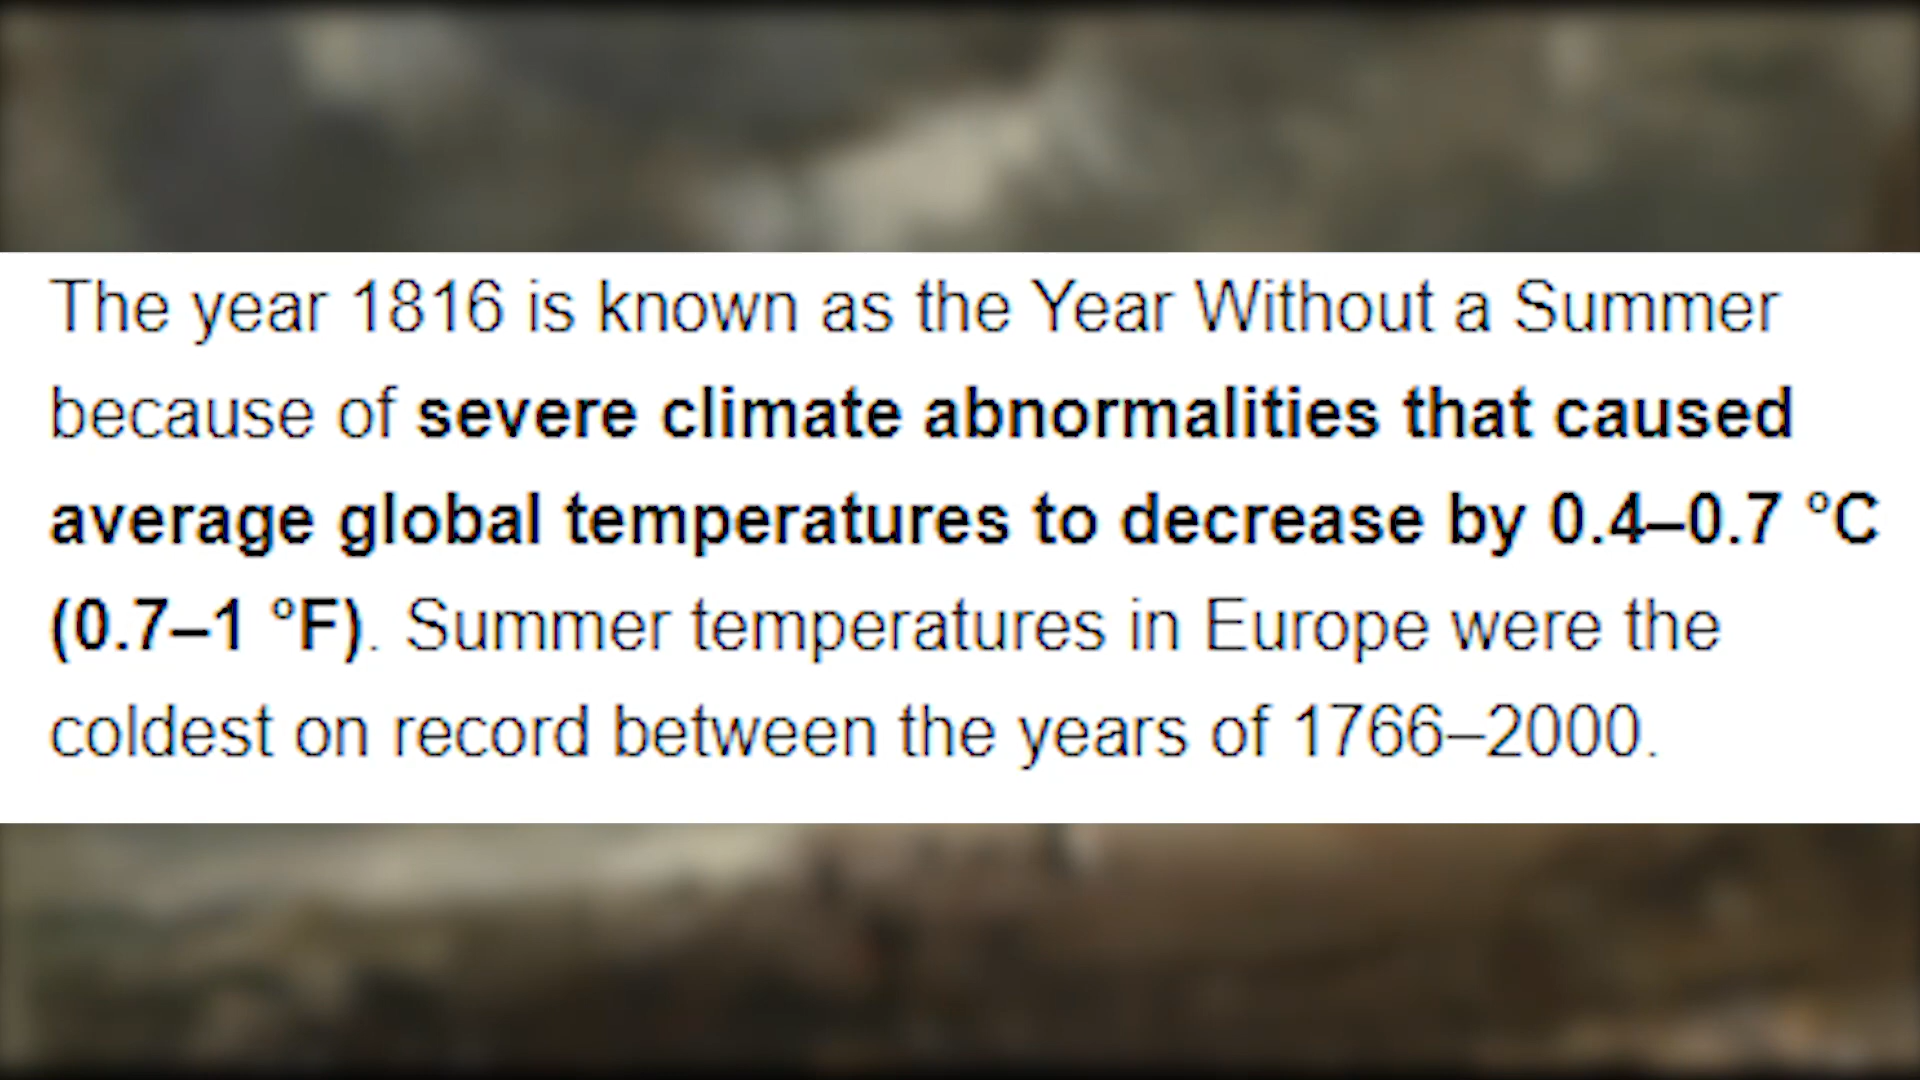 The year 1816 is known as the Year Without a Summer
because of severe climate abnormalities that caused
average global temperatures to decrease by 0.4–0.7 °C
(0.7–1 °F). Summer temperatures in Europe were the
coldest on record between the years of 1766–2000.